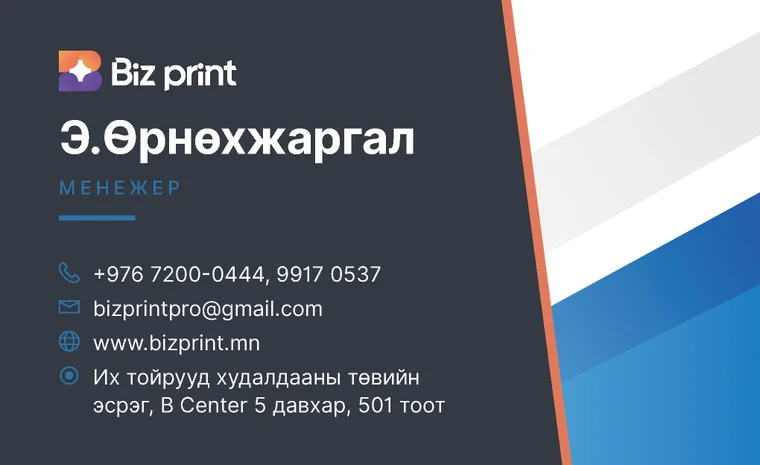 Biz print
Э.Өрнөхжаргал
МЕНЕЖЕР
+976 7200-0444, 9917 0537
bizprintpro@gmail.com
www.bizprint.mn
Их тойрууд худалдааны төвийн
эсрэг, B Center 5 давхар, 501 тоот